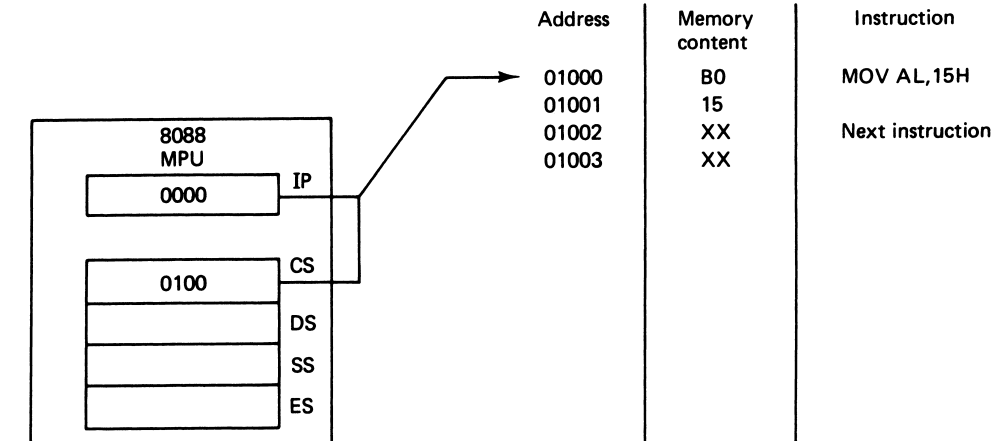 Address Memory content Instruction
01000 B0 MOV AL,15H
01001 15
01002 XX Next instruction
01003 XX
8088
MPU
0000 IP
0100 CS
DS
SS
ES